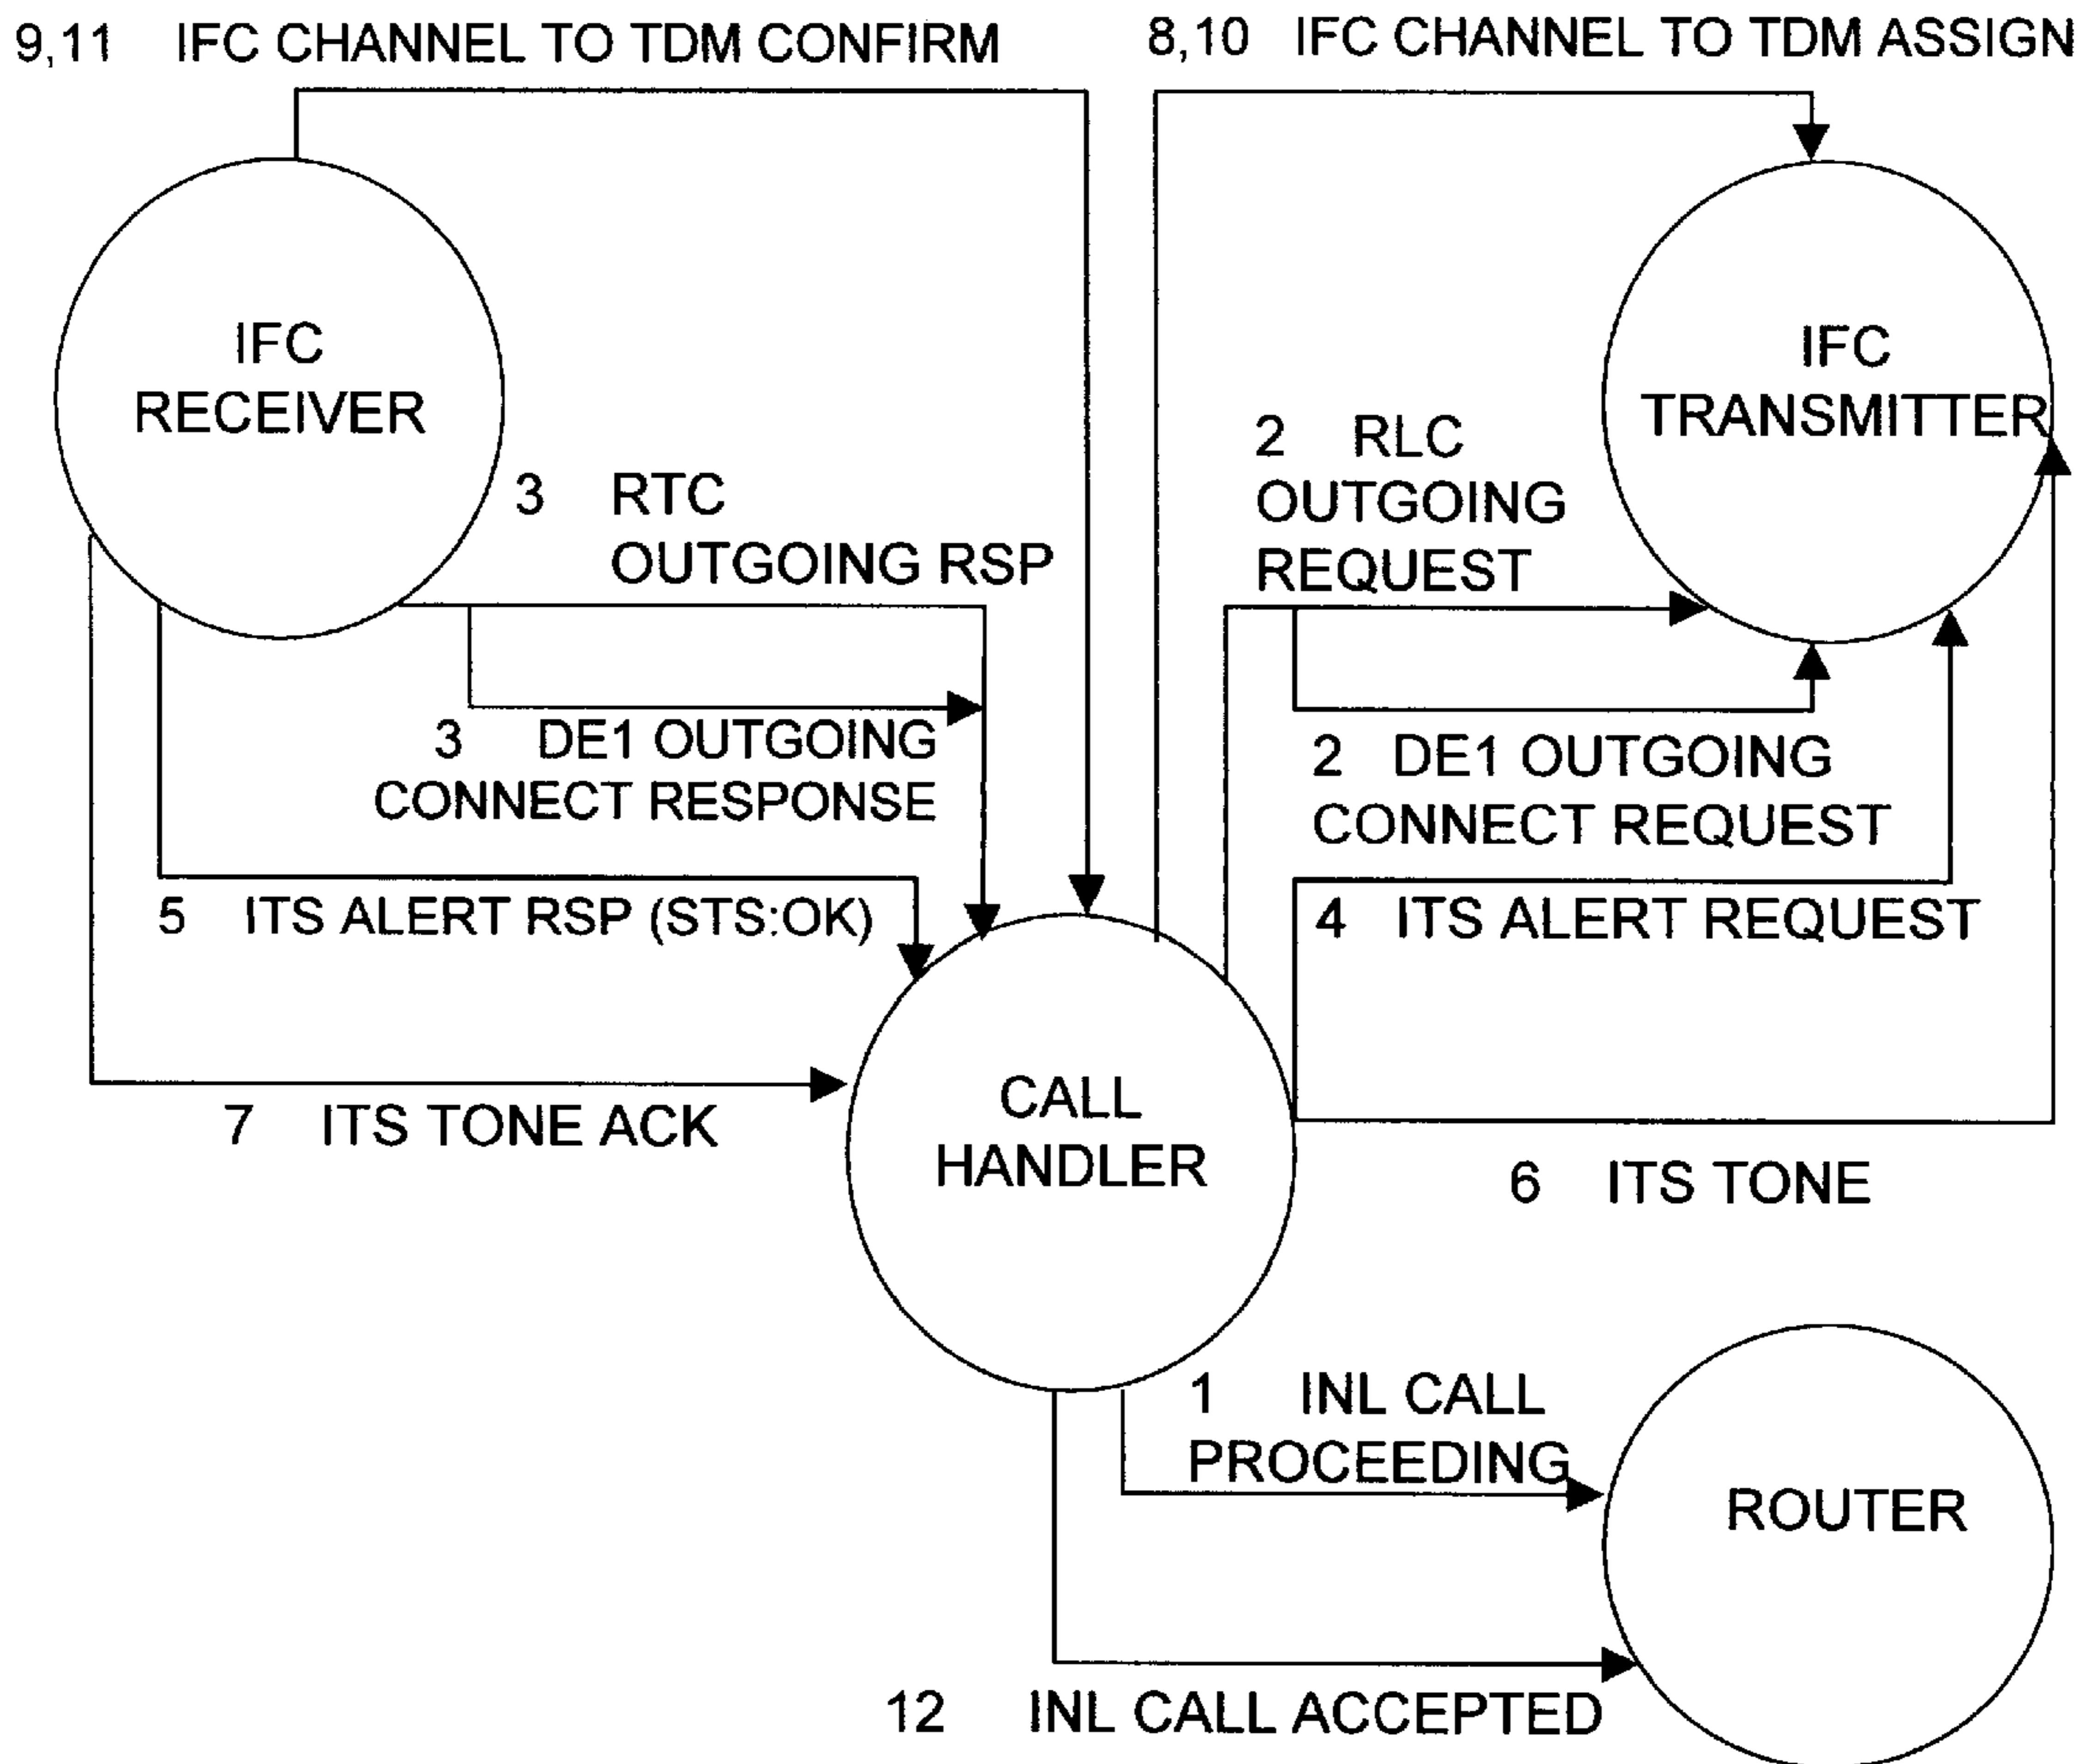 9,11 IFC CHANNEL TO TDM CONFIRM
8,10 IFC CHANNEL TO TDM ASSIGN
IFC
RECEIVER
IFC
TRANSMITTER
3 RTC
OUTGOING RSP
2 RLC
OUTGOING
REQUEST
3 DE1 OUTGOING
CONNECT RESPONSE
2 DE1 OUTGOING
CONNECT REQUEST
5 ITS ALERT RSP (STS:OK)
4 ITS ALERT REQUEST
7 ITS TONE ACK
CALL
HANDLER
6 ITS TONE
1 INL CALL
PROCEEDING
ROUTER
12 INL CALL ACCEPTED